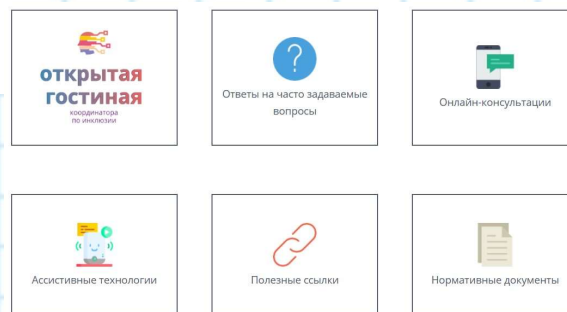 открытая
гостиная
координатора
по инклюзии
Ответы на часто задаваемые
вопросы
Онлайн-консультации
Ассистивные технологии
Полезные ссылки
Нормативные документы